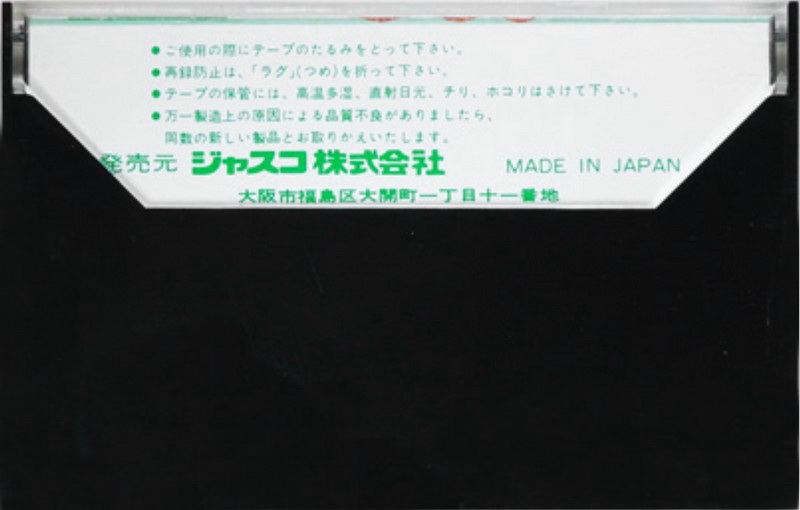 ●ご使用の際にテープのたるみをとって下さい。
●再録防止は、「ラグ」(つめ)を折って下さい。
●テープの保管には、高温多湿、直射日元、チリ、ホコリはさけて下さい。
●万一製造上の原因による品質不良がありましたら、
同数の新しい製品とお取りかえいたします。
発売元 ジャスコ株式会社 MADE IN JAPAN
大阪市福島区大開町一丁目十一番地